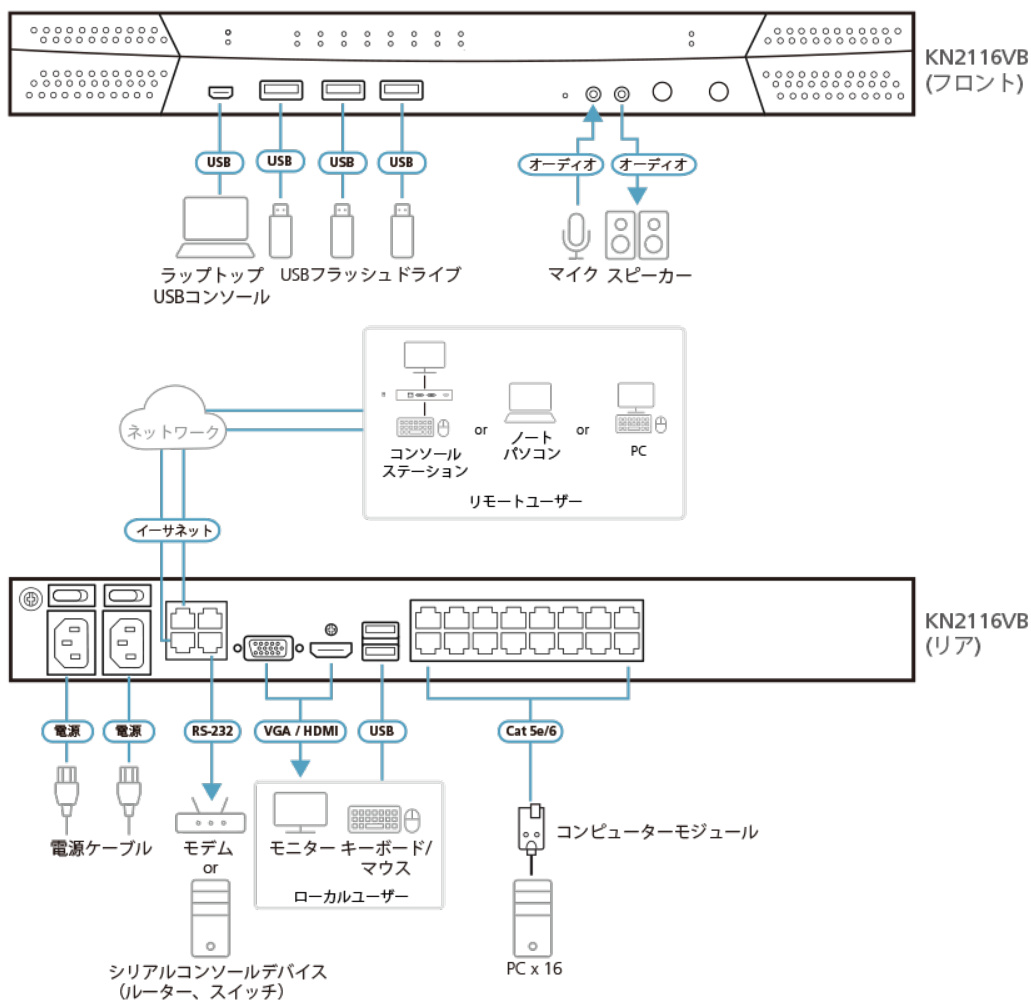 KN2116VB
(フロント)
USB
USB
USB
USB
オーディオ
オーディオ
ラップトップ
USBコンソール
USBフラッシュドライブ
マイク
スピーカー
ネットワーク
コンソール
ステーション
or
ノート
パソコン
or
PC
リモートユーザー
イーサネット
KN2116VB
(リア)
電源
電源
RS-232
VGA / HDMI
USB
Cat 5e/6
電源ケーブル
モデム
or
シリアルコンソールデバイス
(ルーター、スイッチ)
モニター
キーボード/
マウス
ローカルユーザー
コンピューターモジュール
PC x 16